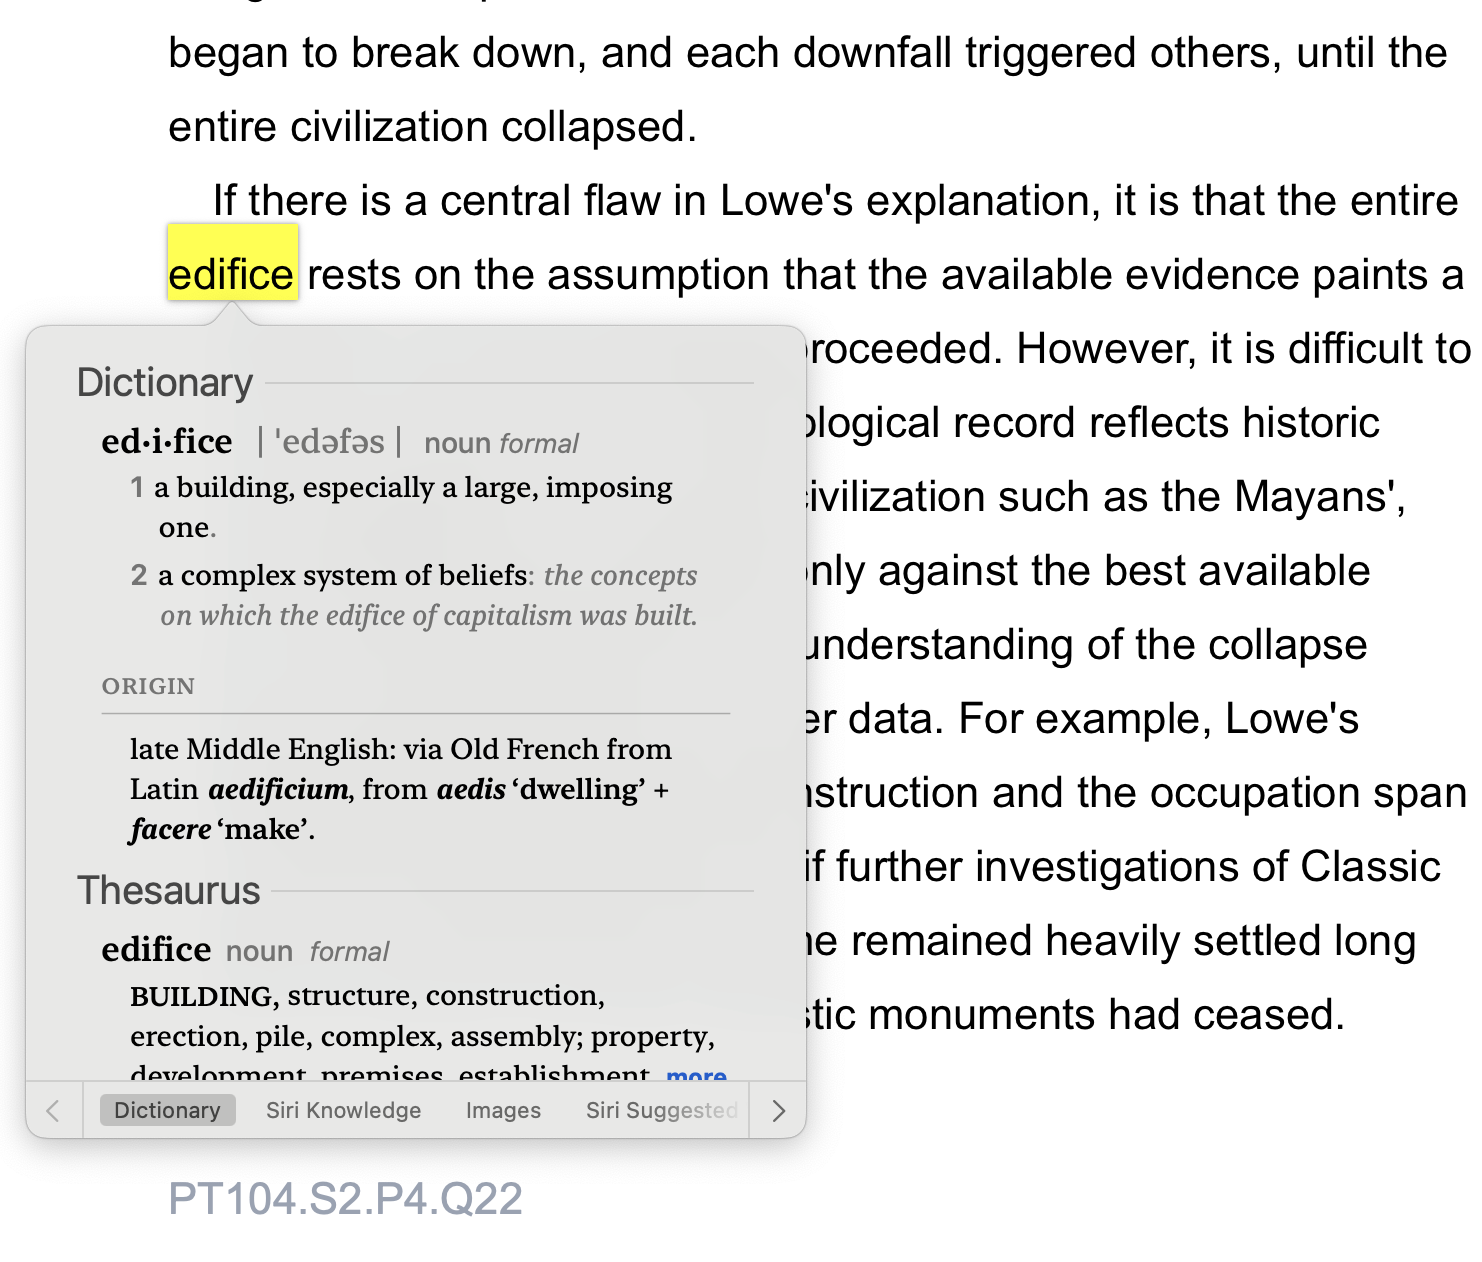 began to break down, and each downfall triggered others, until the
entire civilization collapsed.
If there is a central flaw in Lowe's explanation, it is that the entire
edifice rests on the assumption that the available evidence paints a
proceeded. However, it is difficult to
ological record reflects historic
civilization such as the Mayans',
only against the best available
understanding of the collapse
er data. For example, Lowe's
nstruction and the occupation span
if further investigations of Classic
ne remained heavily settled long
stic monuments had ceased.
Dictionary
ed·i·fice | ˈedəfəs | noun formal
1 a building, especially a large, imposing
one.
2 a complex system of beliefs: the concepts
on which the edifice of capitalism was built.
ORIGIN
late Middle English: via Old French from
Latin aedificium, from aedis ‘dwelling’ +
facere ‘make’.
Thesaurus
edifice noun formal
BUILDING, structure, construction,
erection, pile, complex, assembly; property,
development, premises, establishment. more
Dictionary Siri Knowledge Images Siri Suggested
PT104.S2.P4.Q22